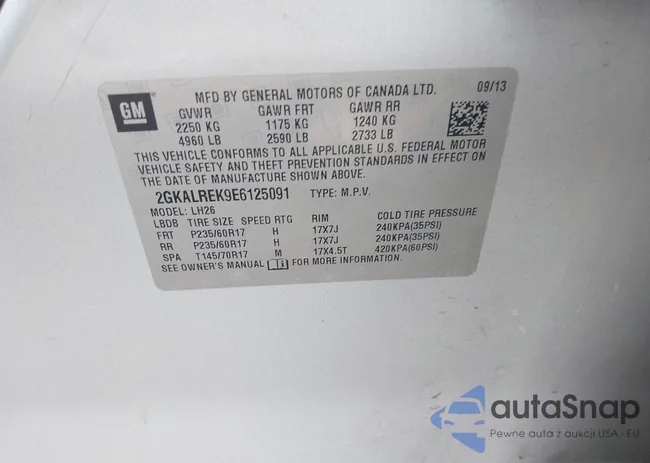 GM
MFD BY GENERAL MOTORS OF CANADA LTD. 09/13
GVWR GAWR FRT GAWR RR
2250 KG 1175 KG 1240 KG
4960 LB 2590 LB 2733 LB
THIS VEHICLE CONFORMS TO ALL APPLICABLE U.S. FEDERAL MOTOR
VEHICLE SAFETY AND THEFT PREVENTION STANDARDS IN EFFECT ON
THE DATE OF MANUFACTURE SHOWN ABOVE.
2GKALREK9E6125091 TYPE: M.P.V.
MODEL: LH26
LBDB TIRE SIZE SPEED RTG RIM COLD TIRE PRESSURE
FRT P235/60R17 H 17X7J 240KPA(35PSI)
RR P235/60R17 H 17X7J 240KPA(35PSI)
SPA T145/70R17 M 17X4.5T 420KPA(60PSI)
SEE OWNER'S MANUAL FOR MORE INFORMATION.
autoSnap
Pewne auta z aukcji USA - EU